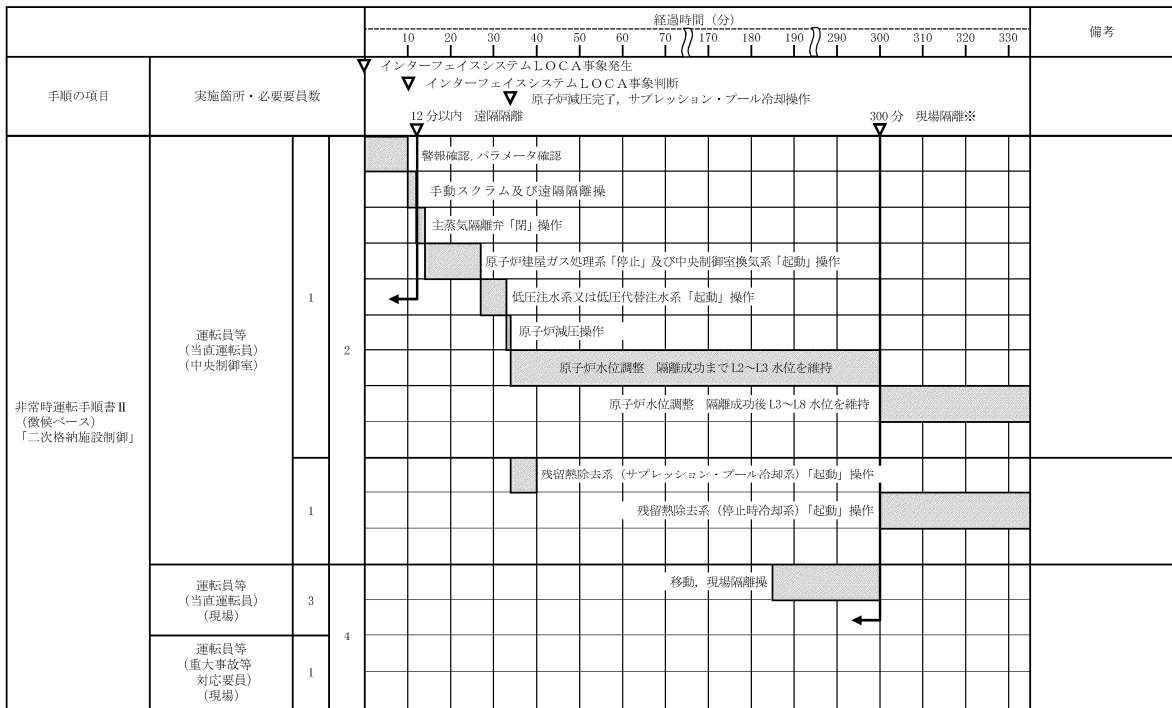 経過時間（分）
備考
10 20 30 40 50 60 70 170 180 190 290 300 310 320 330
手順の項目
実施箇所・必要要員数
インターフェイスシステムＬＯＣＡ事象発生
インターフェイスシステムＬＯＣＡ事象判断
原子炉減圧完了，サプレッション・プール冷却操作
12分以内　遠隔隔離
300分　現場隔離※
非常時運転手順書Ⅱ
（徴候ベース）
「二次格納施設制御」
運転員等
（当直運転員）
（中央制御室）
1
2
警報確認，パラメータ確認
手動スクラム及び遠隔隔離操
主蒸気隔離弁「閉」操作
原子炉建屋ガス処理系「停止」及び中央制御室換気系「起動」操作
低圧注水系又は低圧代替注水系「起動」操作
原子炉減圧操作
原子炉水位調整　隔離成功まで L2～L3 水位を維持
原子炉水位調整　隔離成功後 L3～L8 水位を維持
1
残留熱除去系（サプレッション・プール冷却系）「起動」操作
残留熱除去系（停止時冷却系）「起動」操作
運転員等
（当直運転員）
（現場）
3
4
移動，現場隔離操
運転員等
（重大事故等
対応要員）
（現場）
1